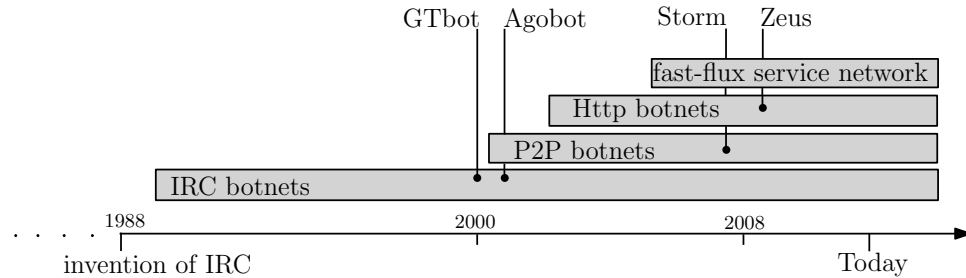 GTbot Agobot Storm Zeus
fast-flux service network
Http botnets
P2P botnets
IRC botnets
1988 2000 2008
. . . .
invention of IRC Today